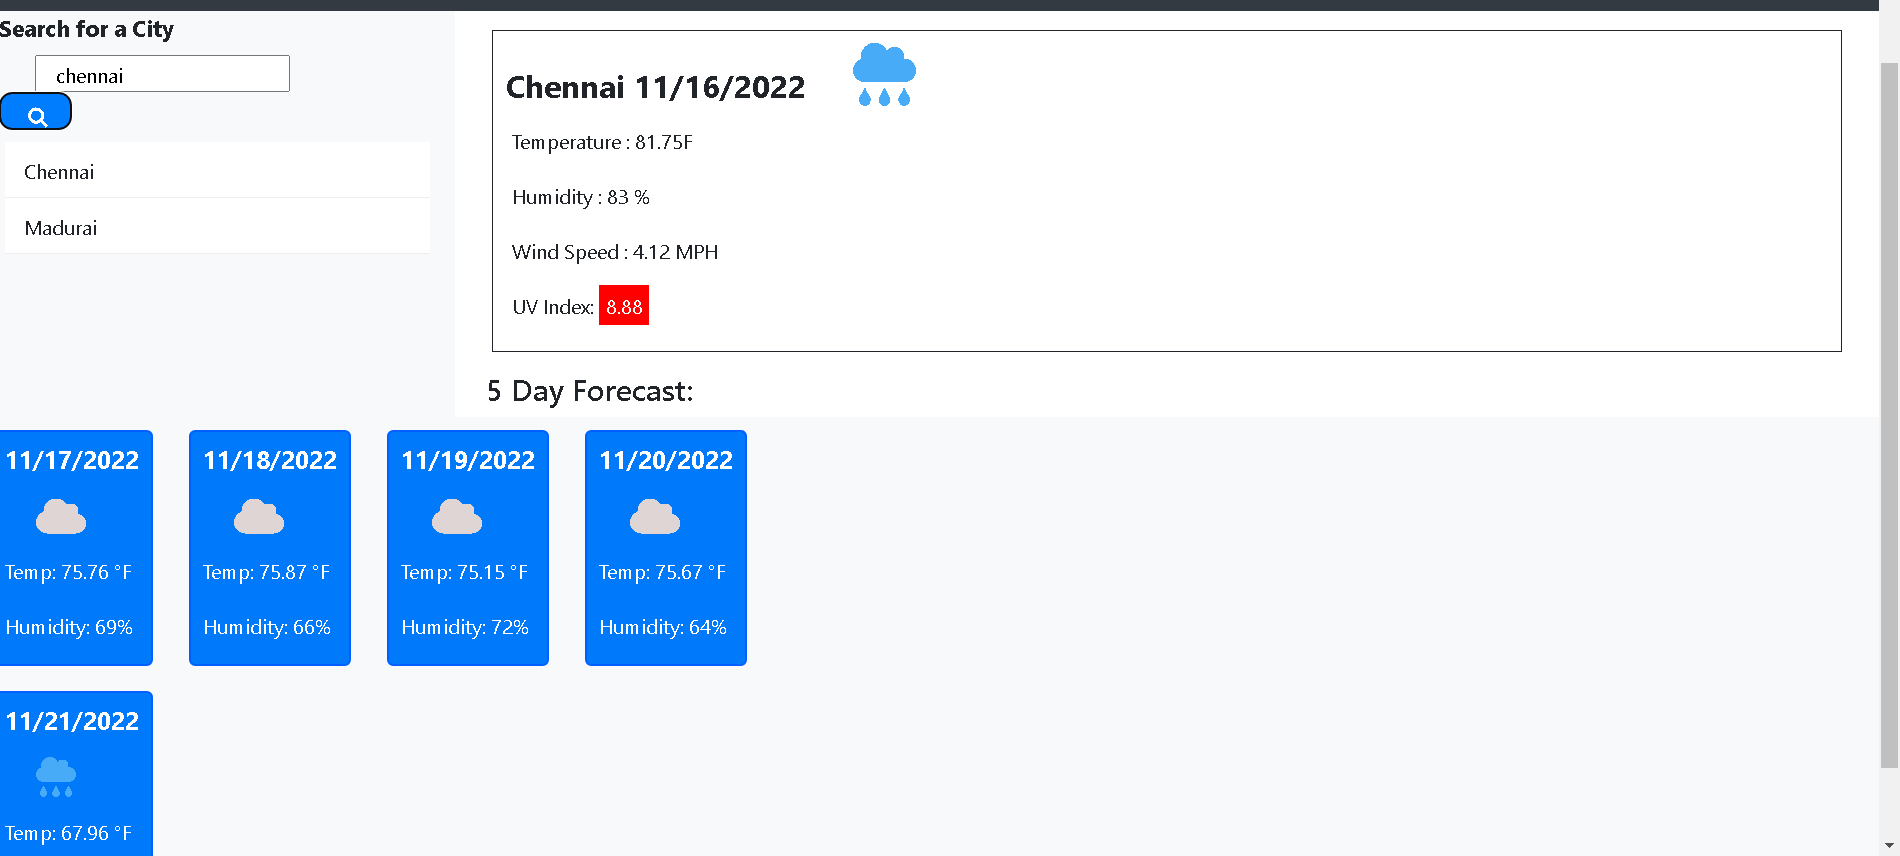 Search for a City
chennai
Chennai
Madurai
Chennai 11/16/2022
Temperature : 81.75F
Humidity : 83 %
Wind Speed : 4.12 MPH
UV Index: 8.88
5 Day Forecast:
11/17/2022
Temp: 75.76 °F
Humidity: 69%
11/18/2022
Temp: 75.87 °F
Humidity: 66%
11/19/2022
Temp: 75.15 °F
Humidity: 72%
11/20/2022
Temp: 75.67 °F
Humidity: 64%
11/21/2022
Temp: 67.96 °F